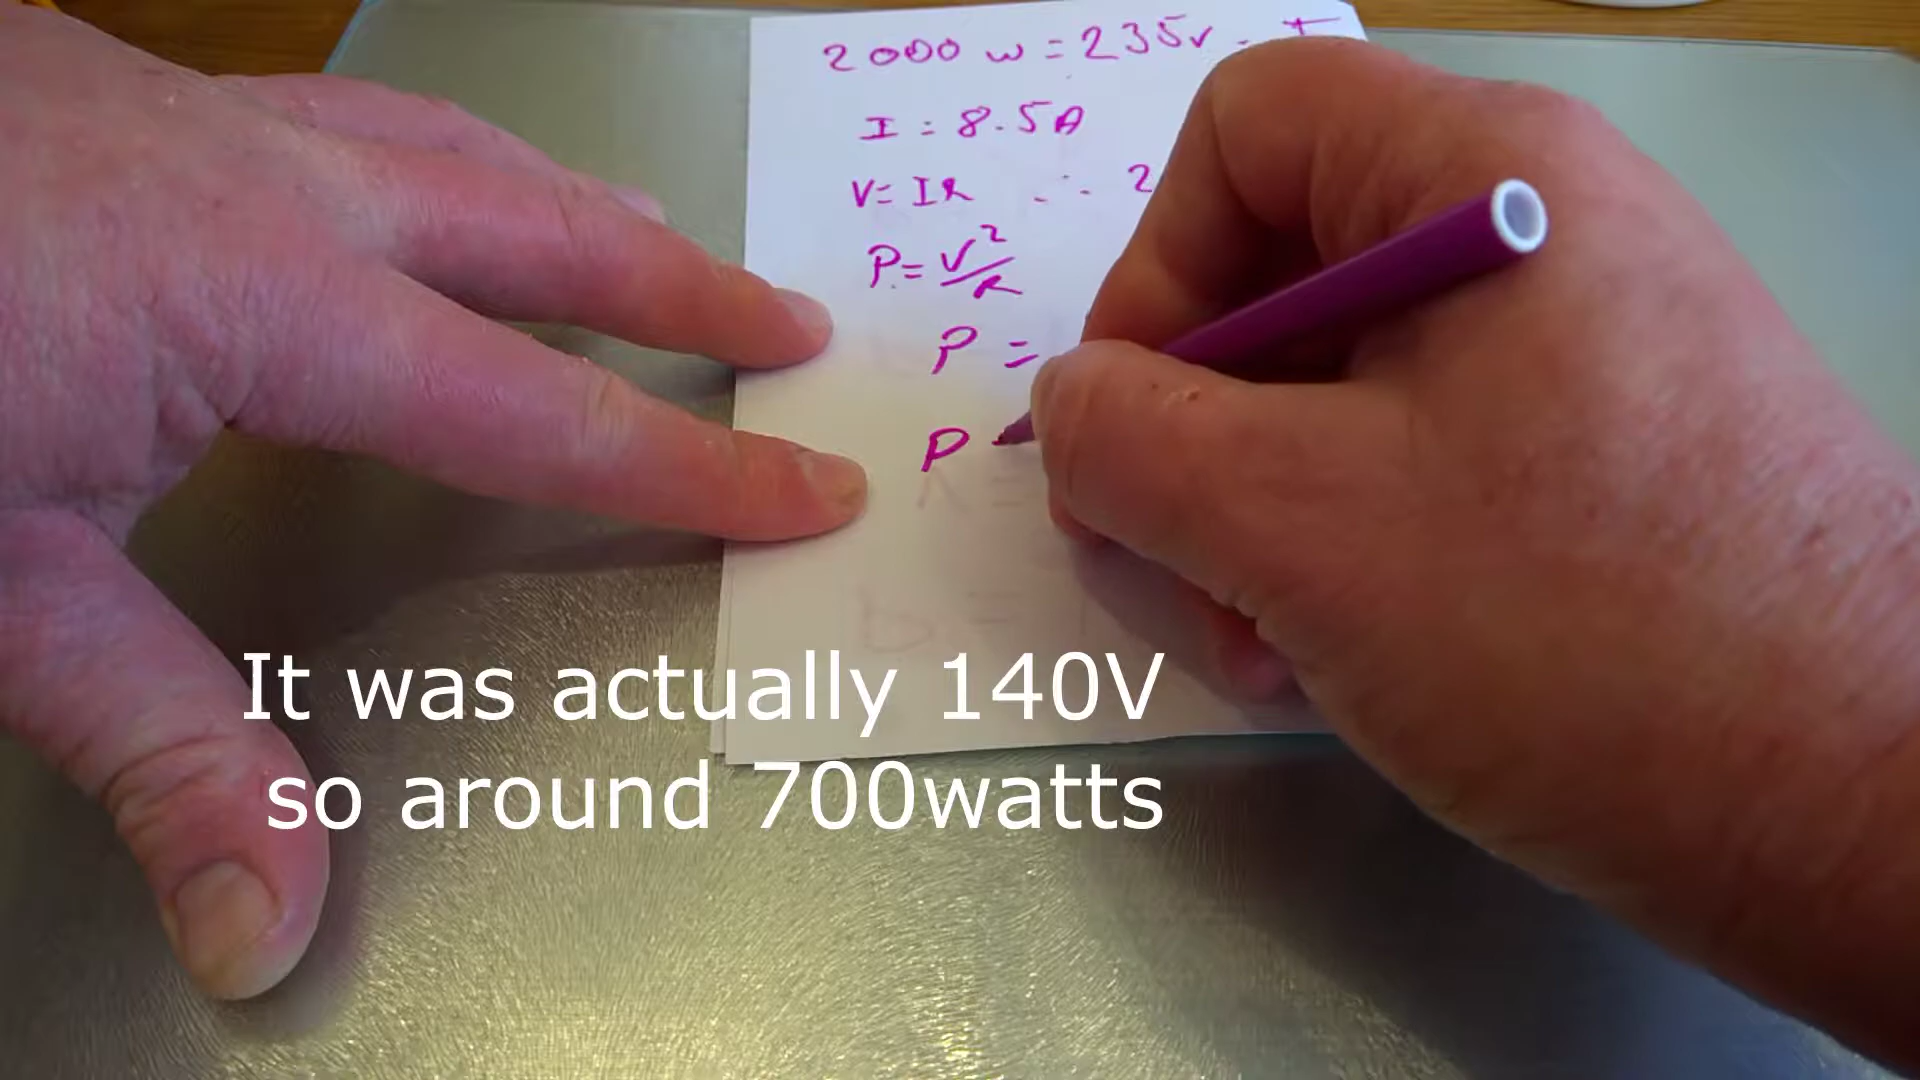 2000 w = 235v . I
I = 8.5A
V = IR ∴ 2
P = V²/R
P =
P
It was actually 140V
so around 700watts